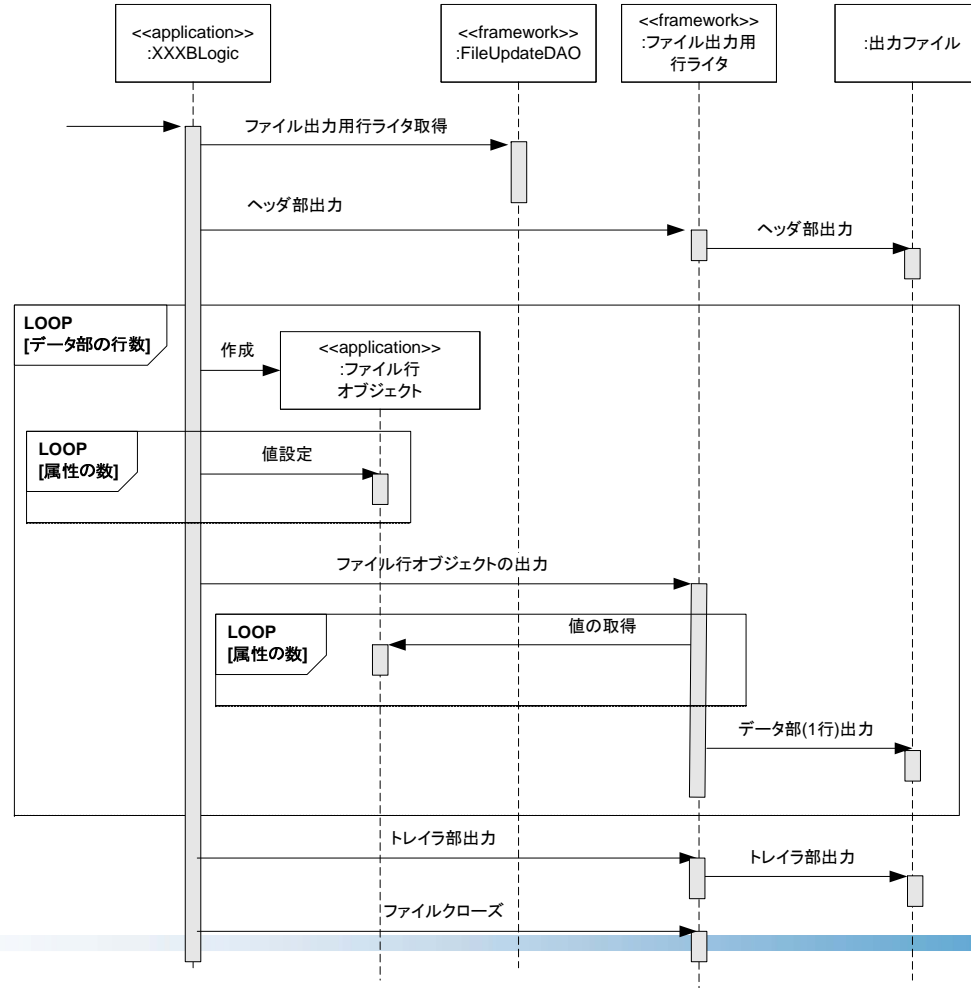 <<application>>
:XXXBLogic
<<framework>>
:FileUpdateDAO
<<framework>>
:ファイル出力用
行ライタ
:出力ファイル
ファイル出力用行ライタ取得
ヘッダ部出力
ヘッダ部出力
LOOP
[データ部の行数]
作成
<<application>>
:ファイル行
オブジェクト
LOOP
[属性の数]
値設定
ファイル行オブジェクトの出力
LOOP
[属性の数]
値の取得
データ部(1行)出力
トレイラ部出力
トレイラ部出力
ファイルクローズ